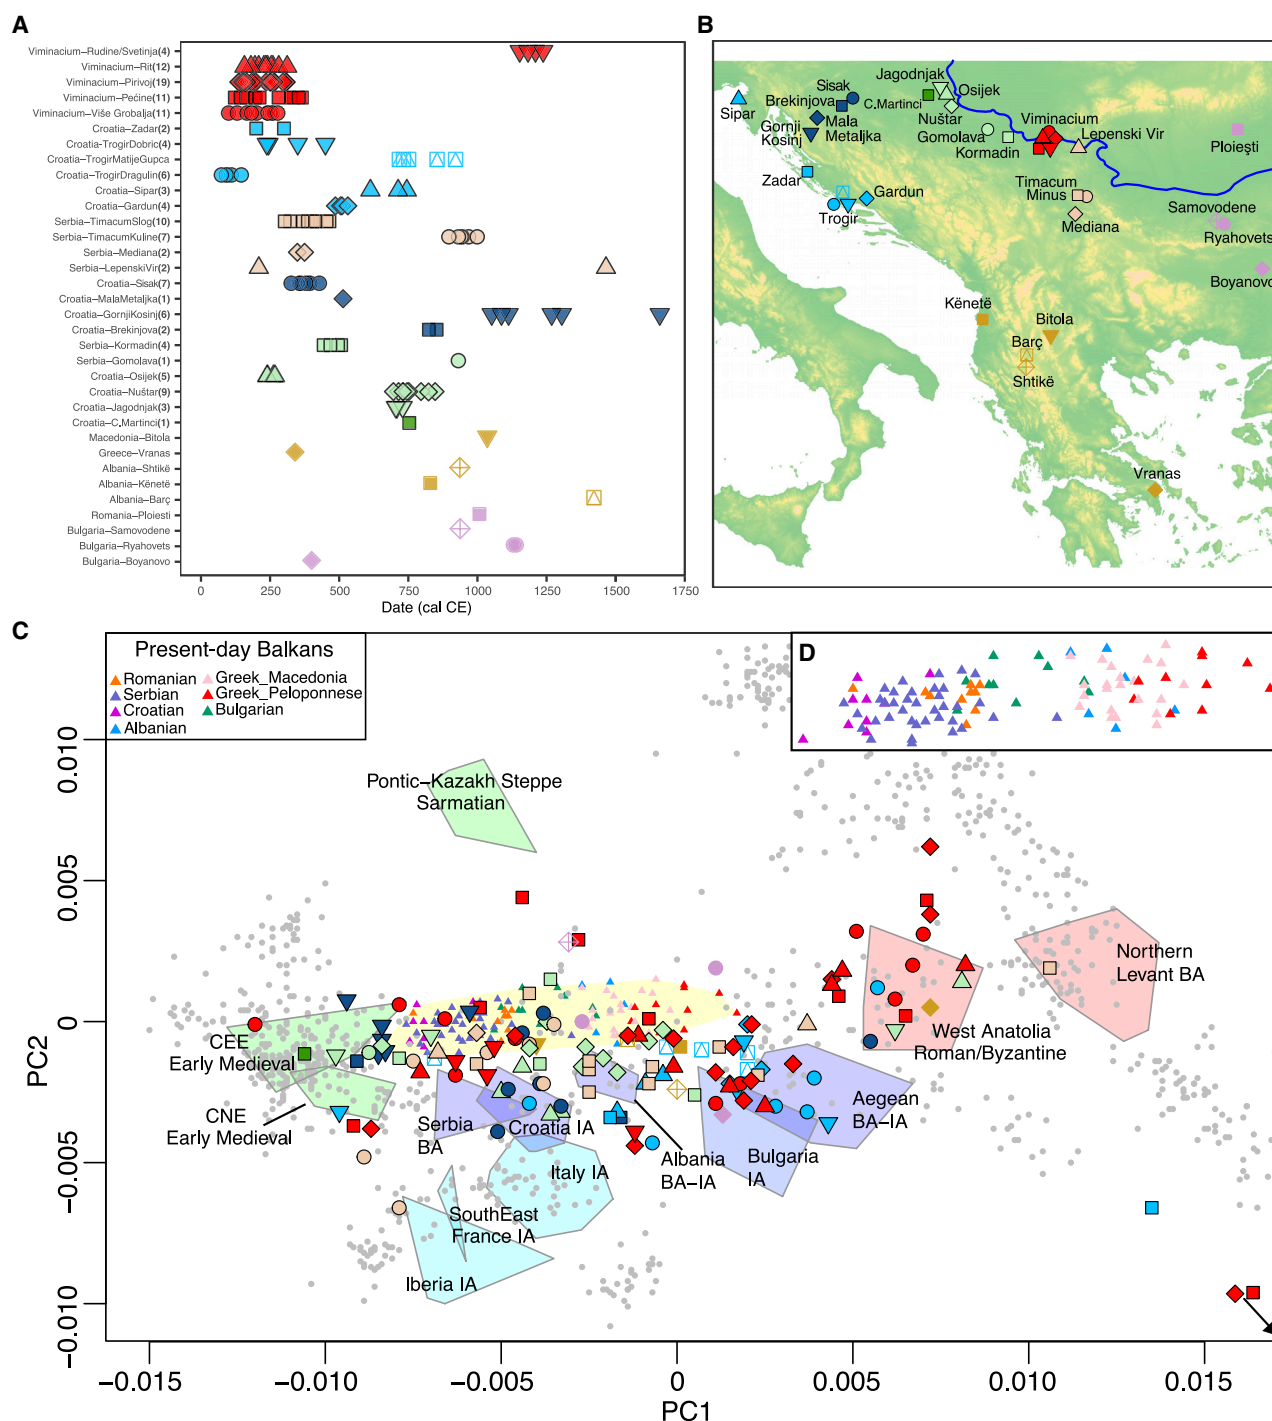 A
Viminacium–Rudine/Svetinja(4)
Viminacium–Rit(12)
Viminacium–Pirivoj(19)
Viminacium–Pećine(11)
Viminacium–Više Grobalja(11)
Croatia–Zadar(2)
Croatia–TrogirDobric(4)
Croatia–TrogirMatijeGupca
Croatia–TrogirDragulin(6)
Croatia–Sipar(3)
Croatia–Gardun(4)
Serbia–TimacumSlog(10)
Serbia–TimacumKuline(7)
Serbia–Mediana(2)
Serbia–LepenskiVir(2)
Croatia–Sisak(7)
Croatia–MalaMetaljka(1)
Croatia–GornjiKosinj(6)
Croatia–Brekinjova(2)
Serbia–Kormadin(4)
Serbia–Gomolava(1)
Croatia–Osijek(5)
Croatia–Nuštar(9)
Croatia–Jagodnjak(3)
Croatia–C.Martinci(1)
Macedonia–Bitola
Greece–Vranas
Albania–Shtikë
Albania–Kënetë
Albania–Barç
Romania–Ploiesti
Bulgaria–Samovodene
Bulgaria–Ryahovets
Bulgaria–Boyanovo
0 250 500 750 1000 1250 1500 1750
Date (cal CE)
B
Jagodnjak
Sisak
C.Martinci
Osijek
Brekinjova
Sipar
Nuštar
Mala
Metaljka
Gornji
Kosinj
Gomolava
Viminacium
Lepenski Vir
Kormadin
Ploieşti
Zadar
Gardun
Timacum
Minus
Trogir
Mediana
Samovodene
Ryahovets
Boyanovo
Kënetë
Bitola
Barç
Shtikë
Vranas
C
Present-day Balkans
Romanian
Serbian
Croatian
Albanian
Greek_Macedonia
Greek_Peloponnese
Bulgarian
D
Pontic–Kazakh Steppe
Sarmatian
Northern
Levant BA
West Anatolia
Roman/Byzantine
CEE
Early Medieval
CNE
Early Medieval
Serbia
BA
Croatia IA
Italy IA
Albania
BA–IA
Bulgaria
IA
Aegean
BA–IA
SouthEast
France IA
Iberia IA
PC2
0.010
0.005
0
−0.005
−0.010
−0.015 −0.010 −0.005 0 0.005 0.010 0.015
PC1